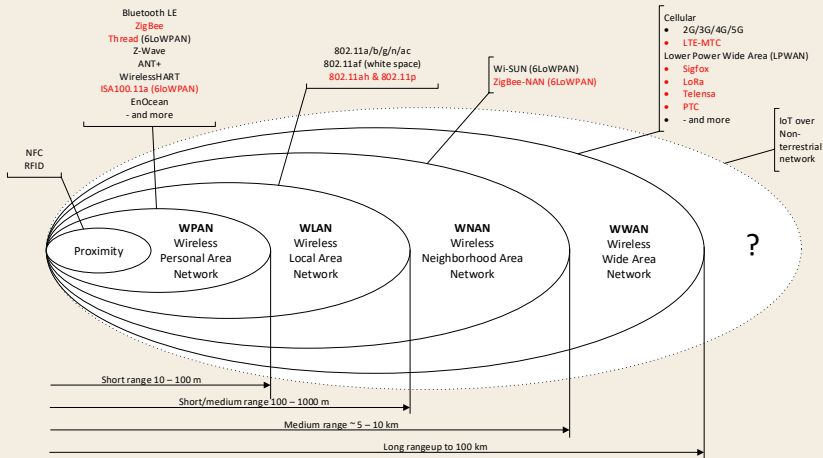 Bluetooth LE
ZigBee
Thread (6LoWPAN)
Z-Wave
ANT+
WirelessHART
ISA100.11a (6loWPAN)
EnOcean
- and more
NFC
RFID
802.11a/b/g/n/ac
802.11af (white space)
802.11ah & 802.11p
Wi-SUN (6LoWPAN)
ZigBee-NAN (6LoWPAN)
Cellular
• 2G/3G/4G/5G
• LTE-MTC
Lower Power Wide Area (LPWAN)
• Sigfox
• LoRa
• Telensa
• PTC
• - and more
IoT over
Non-
terrestrial
network
Proximity
WPAN
Wireless
Personal Area
Network
WLAN
Wireless
Local Area
Network
WNAN
Wireless
Neighborhood Area
Network
WWAN
Wireless
Wide Area
Network
?
Short range 10 – 100 m
Short/medium range 100 – 1000 m
Medium range ~ 5 – 10 km
Long rangeup to 100 km